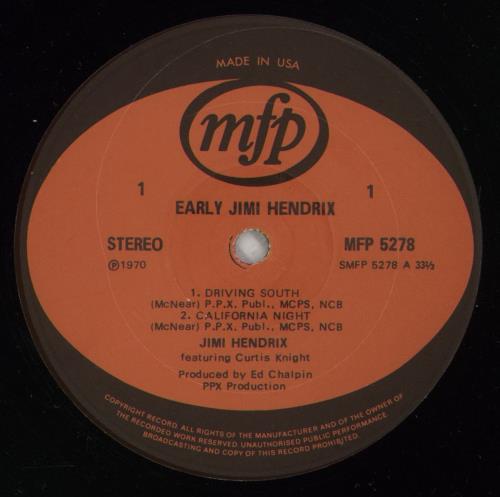 MADE IN USA
mfp
1 1
EARLY JIMI HENDRIX
STEREO MFP 5278
Ⓟ1970 SMFP 5278 A 33⅓
1. DRIVING SOUTH
(McNear) P.P.X. Publ., MCPS, NCB
2. CALIFORNIA NIGHT
(McNear) P.P.X. Publ., MCPS, NCB
JIMI HENDRIX
featuring Curtis Knight
Produced by Ed Chalpin
PPX Production
COPYRIGHT RECORD. ALL RIGHTS OF THE MANUFACTURER AND OF THE OWNER OF
THE RECORDED WORK RESERVED. UNAUTHORISED PUBLIC PERFORMANCE.
BROADCASTING AND COPY OF THIS RECORD PROHIBITED.